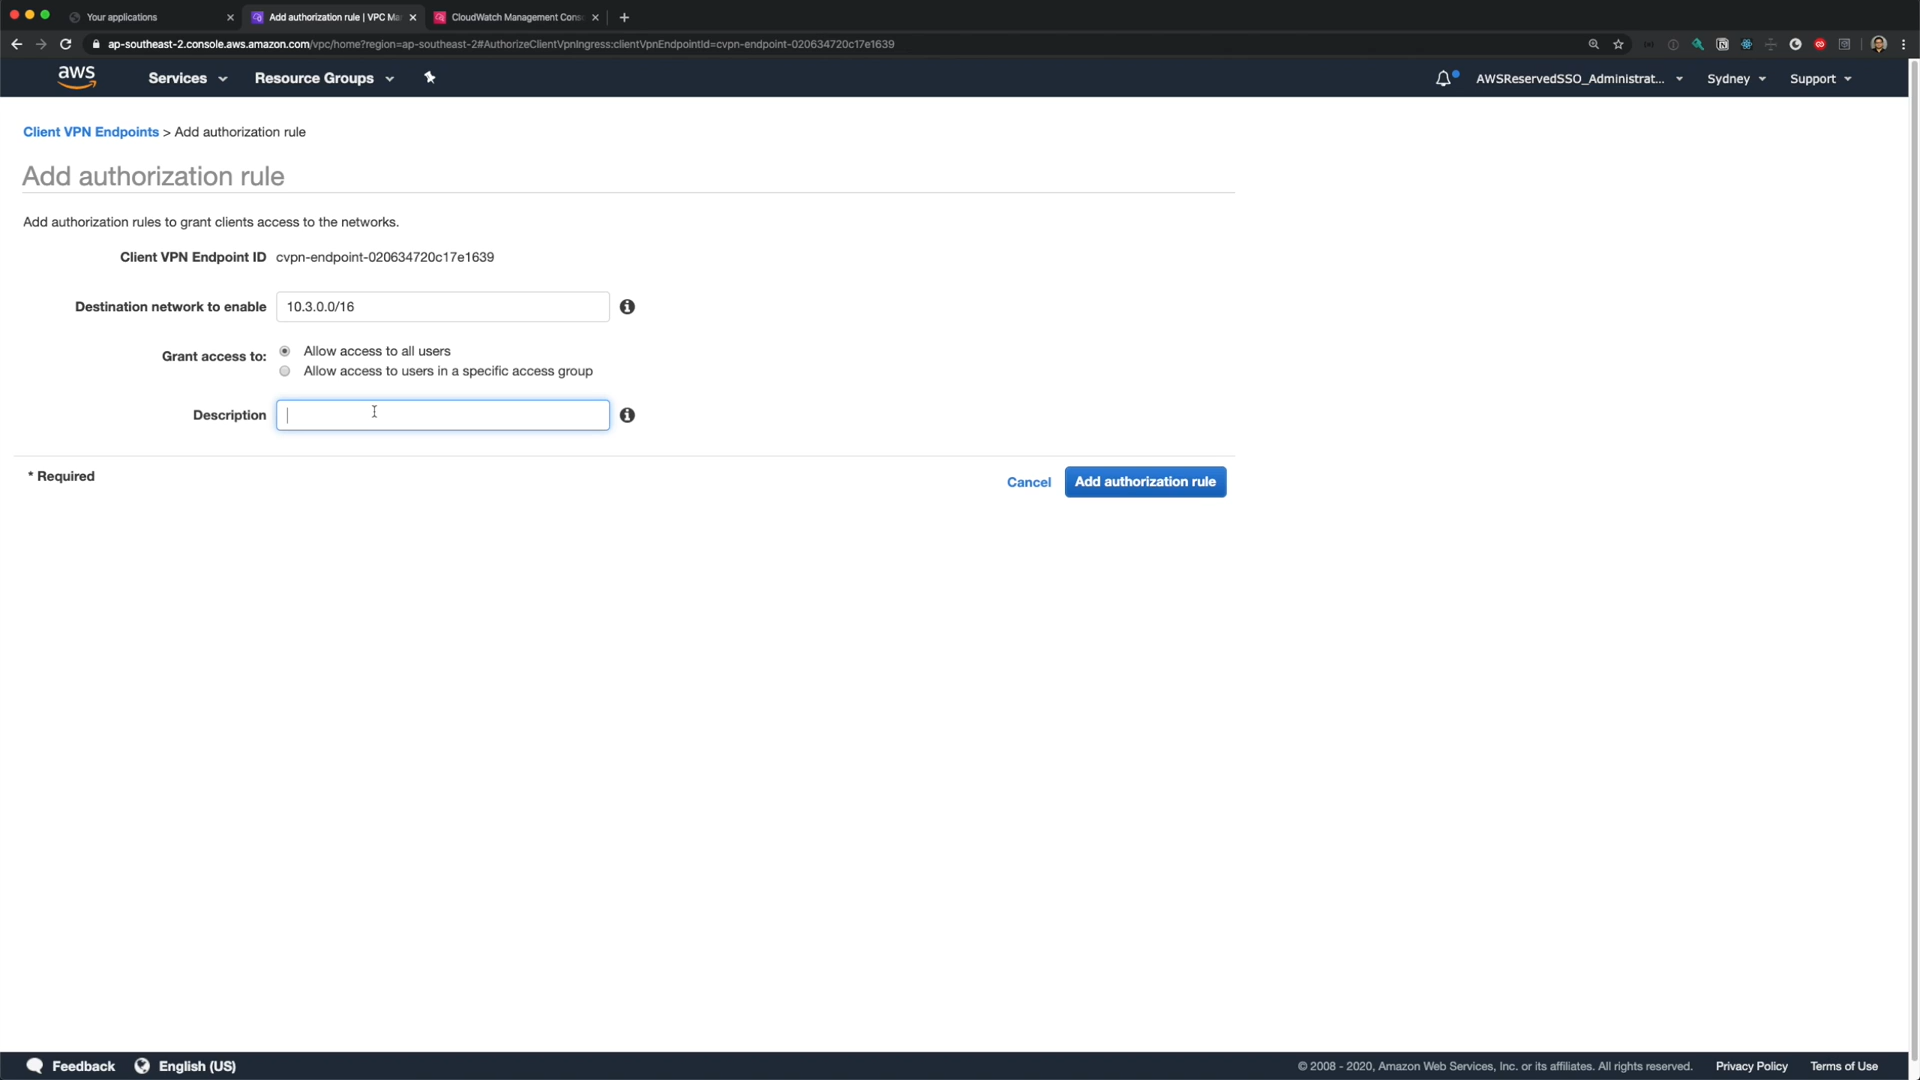 Your applications
Add authorization rule | VPC Ma
CloudWatch Management Cons
ap-southeast-2.console.aws.amazon.com/vpc/home?region=ap-southeast-2#AuthorizeClientVpnIngress:clientVpnEndpointId=cvpn-endpoint-020634720c17e1639
aws
Services
Resource Groups
AWSReservedSSO_Administrat...
Sydney
Support
Client VPN Endpoints > Add authorization rule
Add authorization rule
Add authorization rules to grant clients access to the networks.
Client VPN Endpoint ID cvpn-endpoint-020634720c17e1639
Destination network to enable 10.3.0.0/16
Grant access to:
Allow access to all users
Allow access to users in a specific access group
Description
* Required
Cancel
Add authorization rule
Feedback
English (US)
© 2008 - 2020, Amazon Web Services, Inc. or its affiliates. All rights reserved.
Privacy Policy
Terms of Use